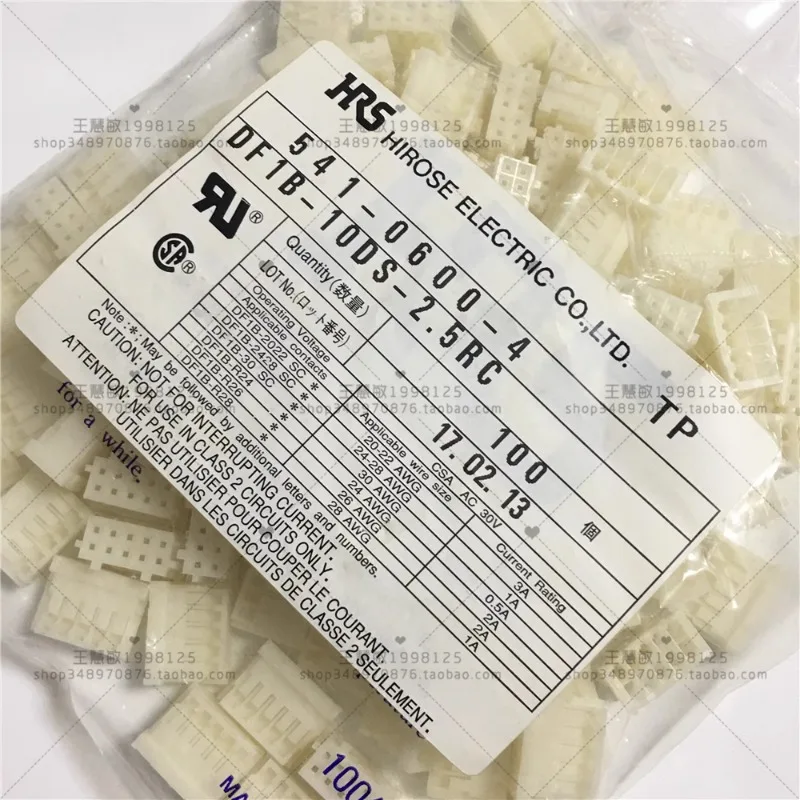 HRS HIROSE ELECTRIC CO.,LTD.
541-0600-4 TP
DF1B-10DS-2.5RC
Quantity(数量) 100 個
LOT No.(ロット番号) 17.02.13
Operating Voltage CSA AC 30V
Applicable contacts Applicable wire size Current Rating
DF1B-2022 SC * 20-22 AWG 3A
DF1B-2428 SC * 24-28 AWG 1A
DF1B-30 SC * 30 AWG 0.5A
DF1B-R24 * 24 AWG 2A
DF1B-R26 * 26 AWG 2A
DF1B-R28 * 28 AWG 1A
Note:*:May be followed by additional letters and numbers.
CAUTION: NOT FOR INTERRUPTING CURRENT.
FOR USE IN CLASS 2 CIRCUITS ONLY.
ATTENTION: NE PAS UTILISER POUR COUPER LE COURANT.
UTILISER DANS LES CIRCUITS DE CLASSE 2 SEULEMENT.
for a while.
100
MA
王慧敏1998125
shop348970876.taobao.com